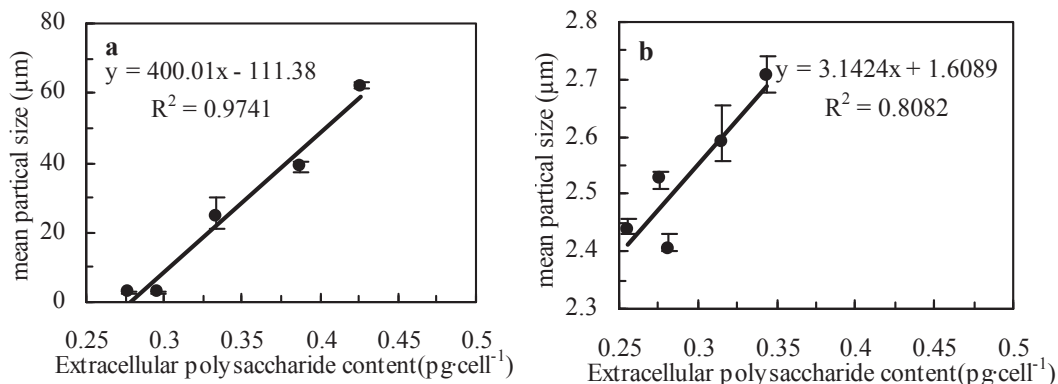 a
y = 400.01x - 111.38
R² = 0.9741
mean partical size (μm)
80
60
40
20
0
0.25 0.3 0.35 0.4 0.45 0.5
Extracellular polysaccharide content(pg·cell⁻¹)
b
y = 3.1424x + 1.6089
R² = 0.8082
mean partical size (μm)
2.8
2.7
2.6
2.5
2.4
2.3
0.25 0.3 0.35 0.4 0.45 0.5
Extracellular polysaccharide content(pg·cell⁻¹)